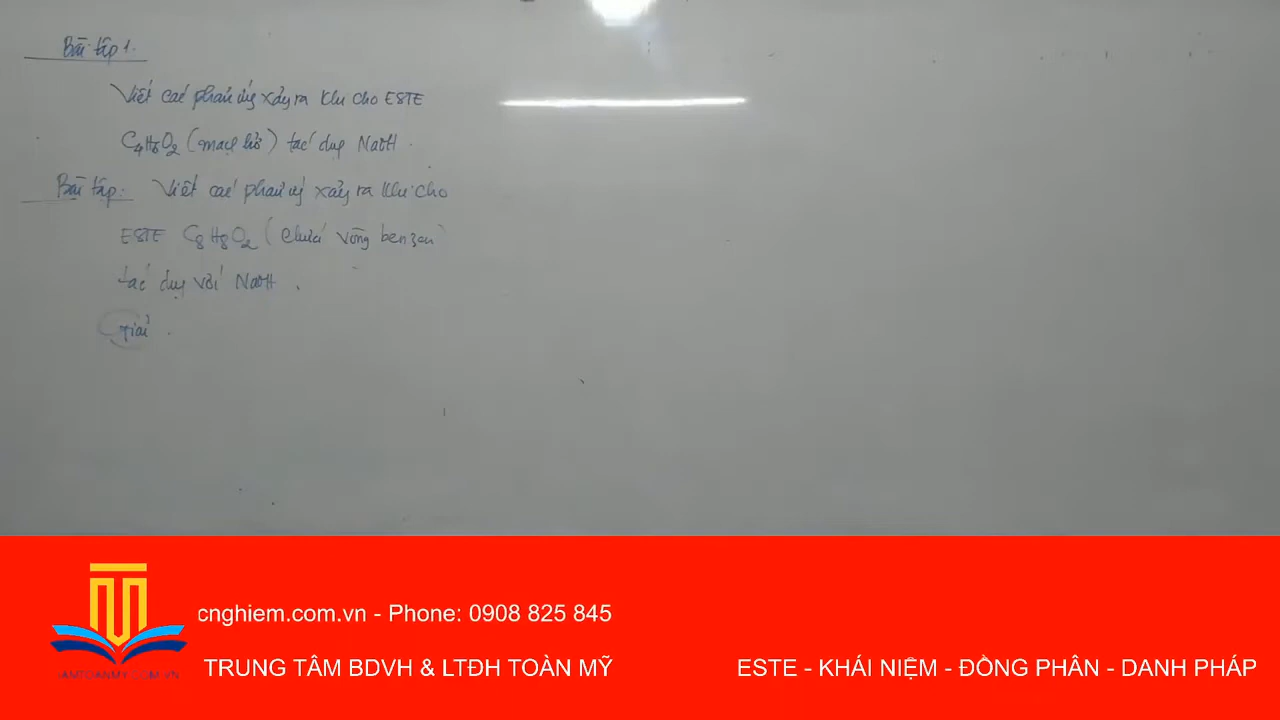 Bài tập 1.
Viết các phản ứng xảy ra khi cho ESTE
C4H8O2 (mạch hở) tác dụng NaOH.
Bài tập: Viết các phản ứng xảy ra khi cho
ESTE C8H8O2 (chứa vòng benzen)
tác dụng với NaOH.
Giải.
cnghiem.com.vn - Phone: 0908 825 845
TRUNG TÂM BDVH & LTĐH TOÀN MỸ
ESTE - KHÁI NIỆM - ĐỒNG PHÂN - DANH PHÁP